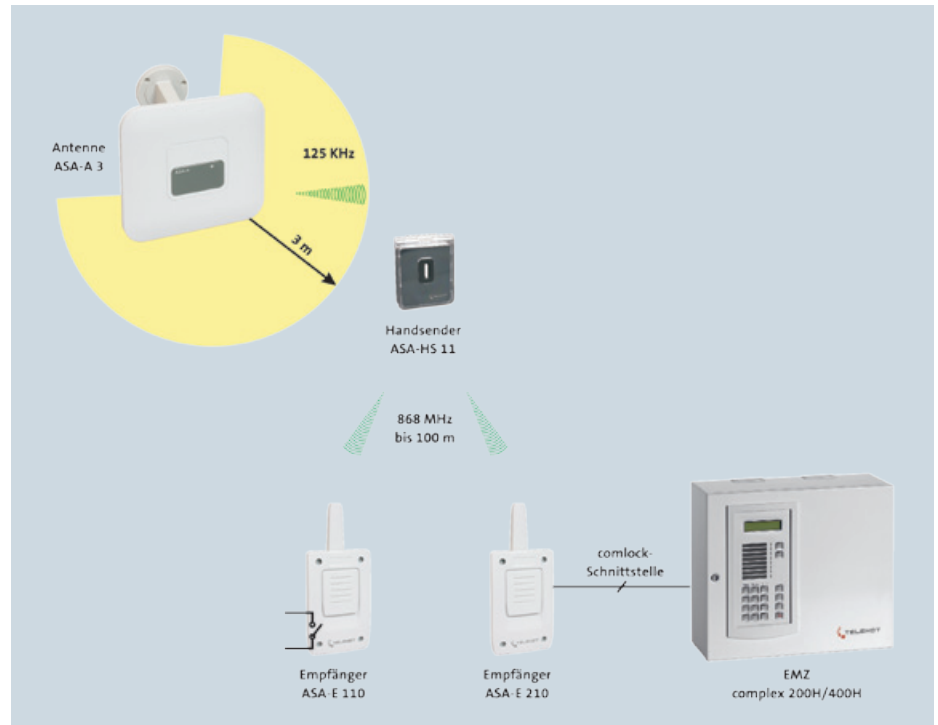 Antenne
ASA-A 3
125 KHz
3 m
Handsender
ASA-HS 11
868 MHz
bis 100 m
comlock-
Schnittstelle
TELENOT
Empfänger
ASA-E 110
Empfänger
ASA-E 210
EMZ
complex 200H/400H